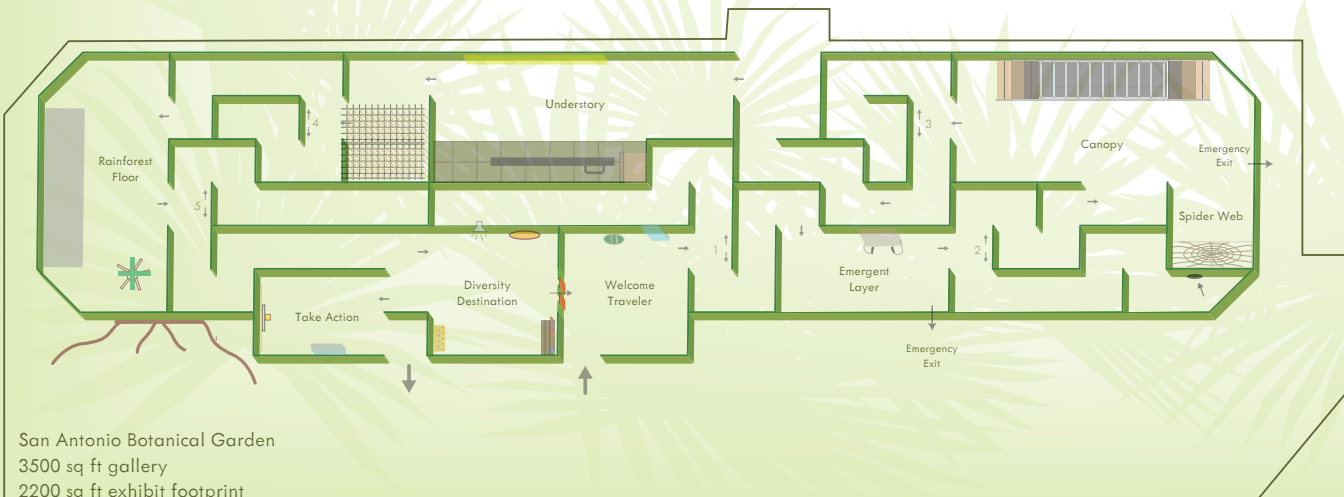 Understory
4
3
Rainforest
Floor
Canopy
Emergency
Exit
5
Spider Web
1
2
Emergent
Layer
Diversity
Destination
Welcome
Traveler
Take Action
Emergency
Exit
San Antonio Botanical Garden
3500 sq ft gallery
2200 sq ft exhibit footprint